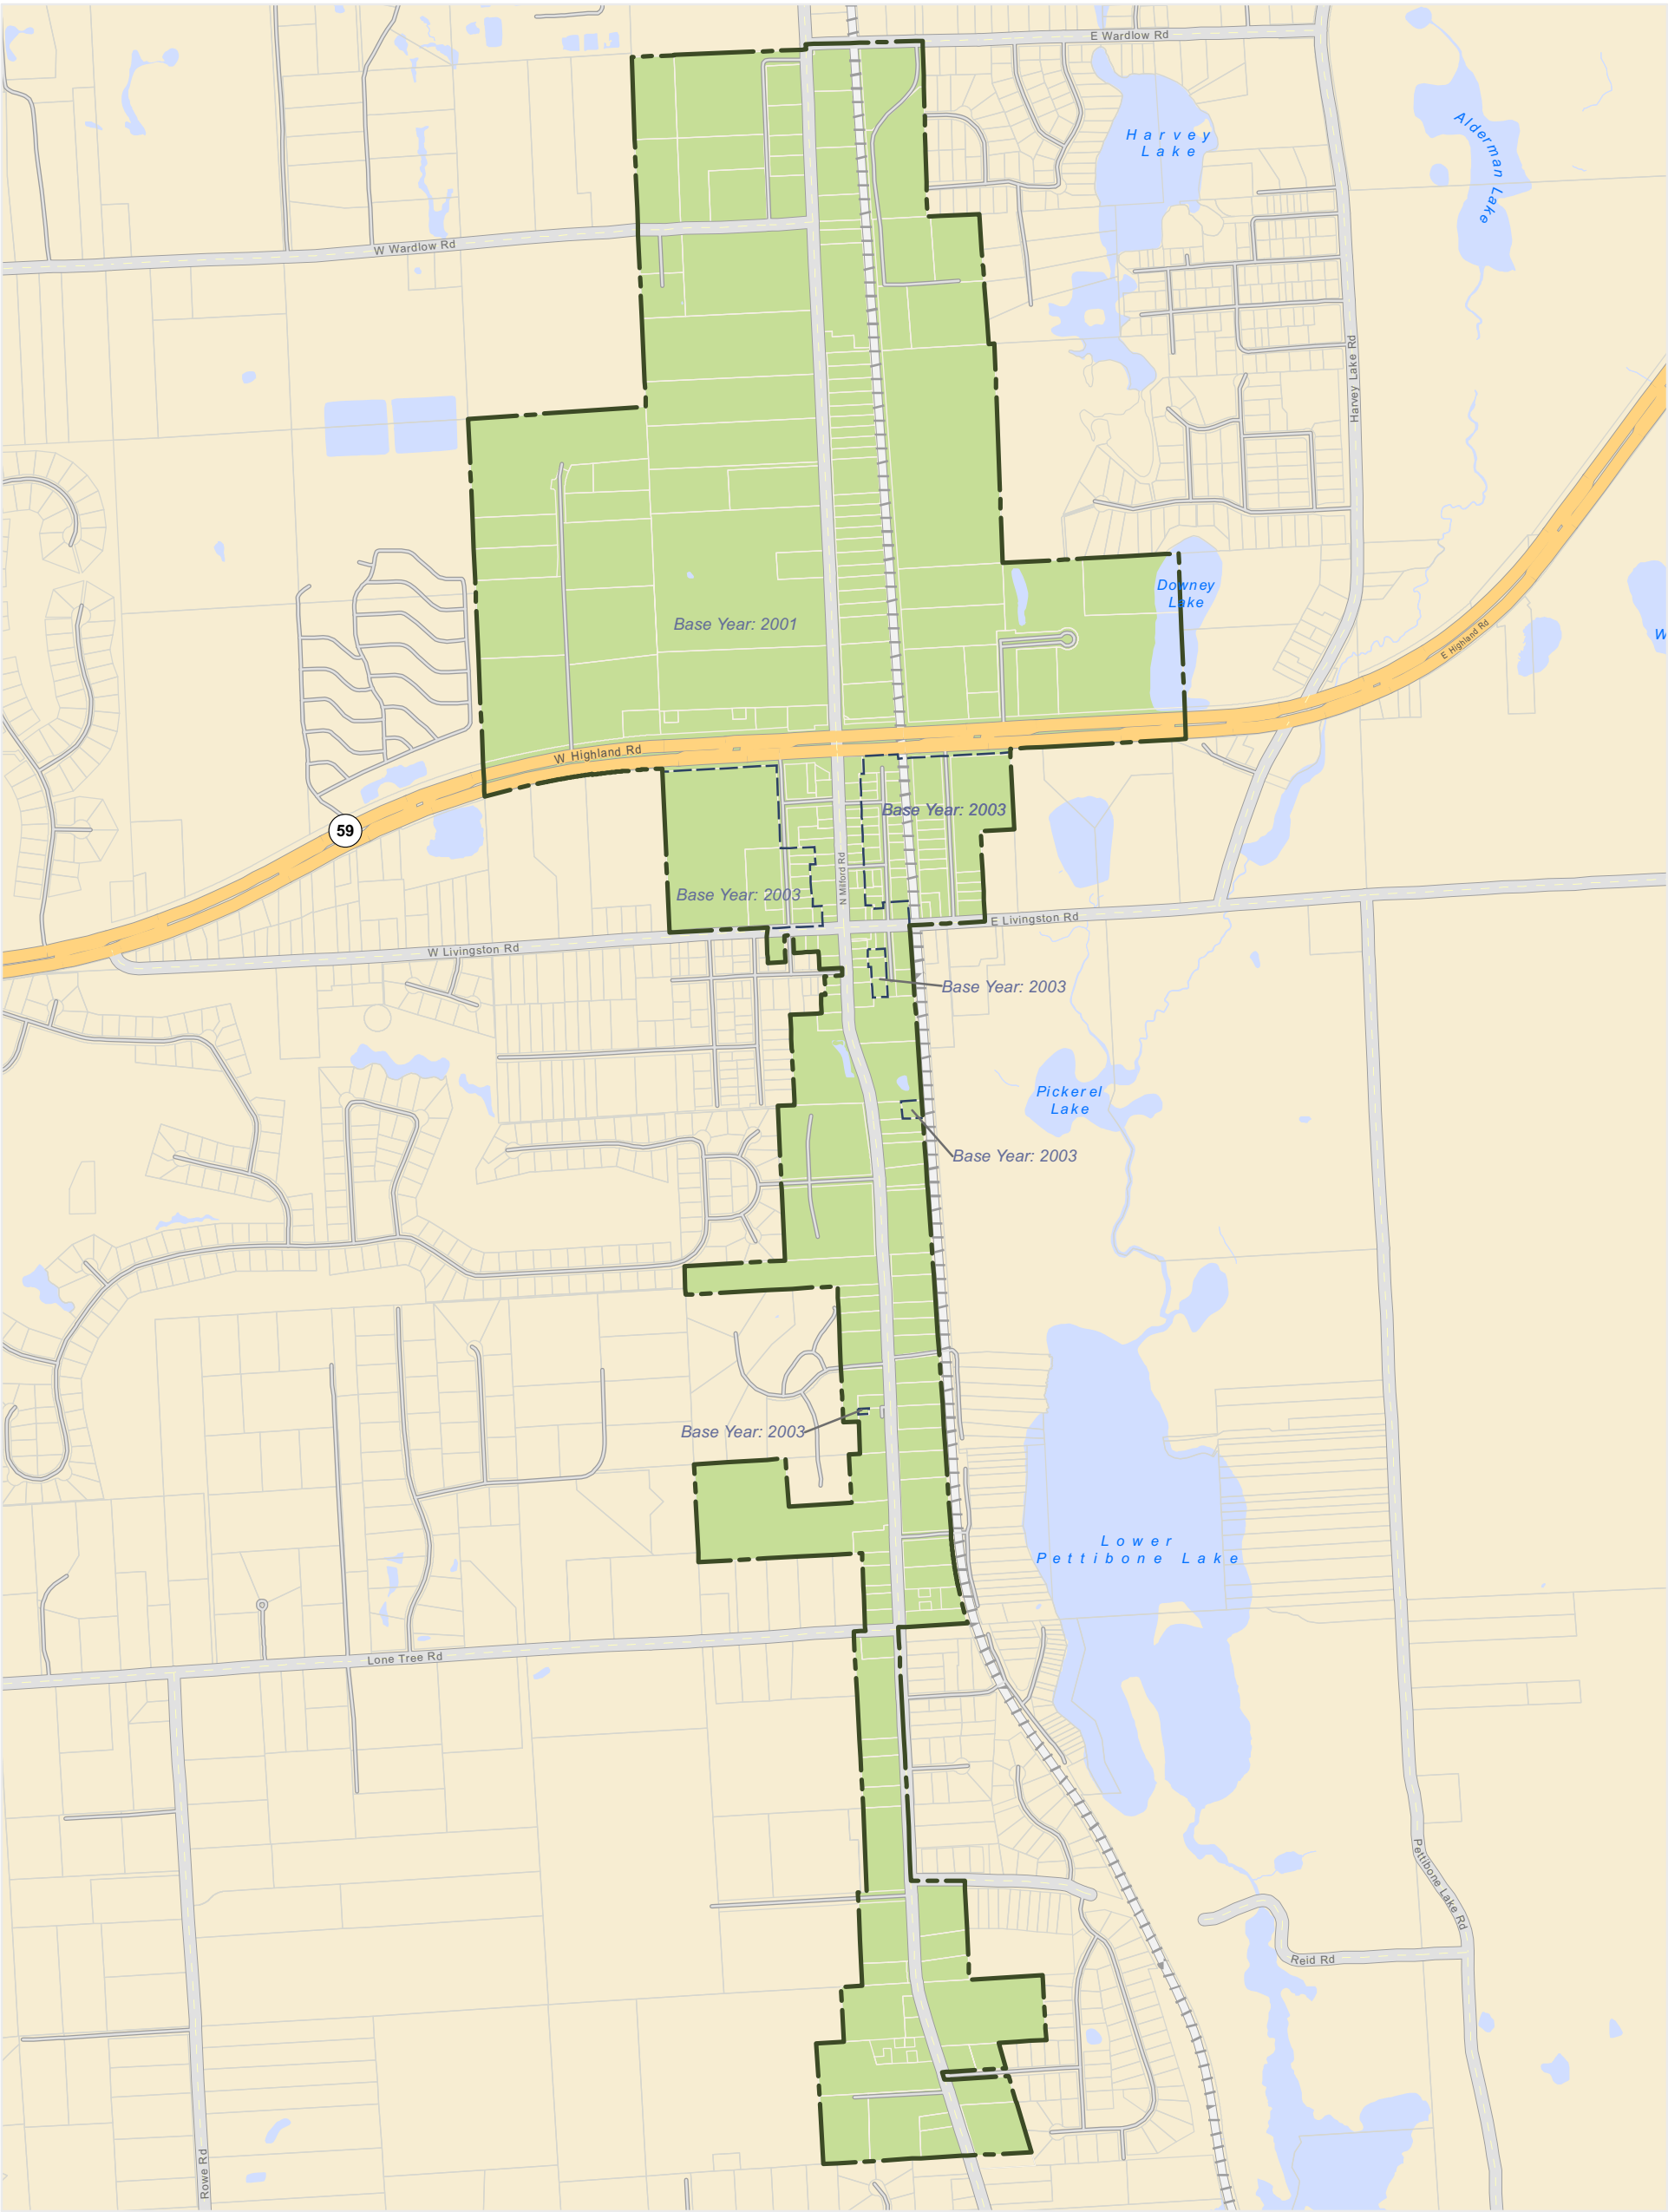 E Wardlow Rd
Harvey
Lake
Alderman Lake
W Wardlow Rd
Harvey Lake Rd
Downey
Lake
Base Year: 2001
W
E Highland Rd
W Highland Rd
59
Base Year: 2003
N Milford Rd
Base Year: 2003
E Livingston Rd
W Livingston Rd
Base Year: 2003
Pickerel
Lake
Base Year: 2003
Base Year: 2003
Lower
Pettibone Lake
Lone Tree Rd
Pettibone Lake Rd
Reid Rd
Rowe Rd